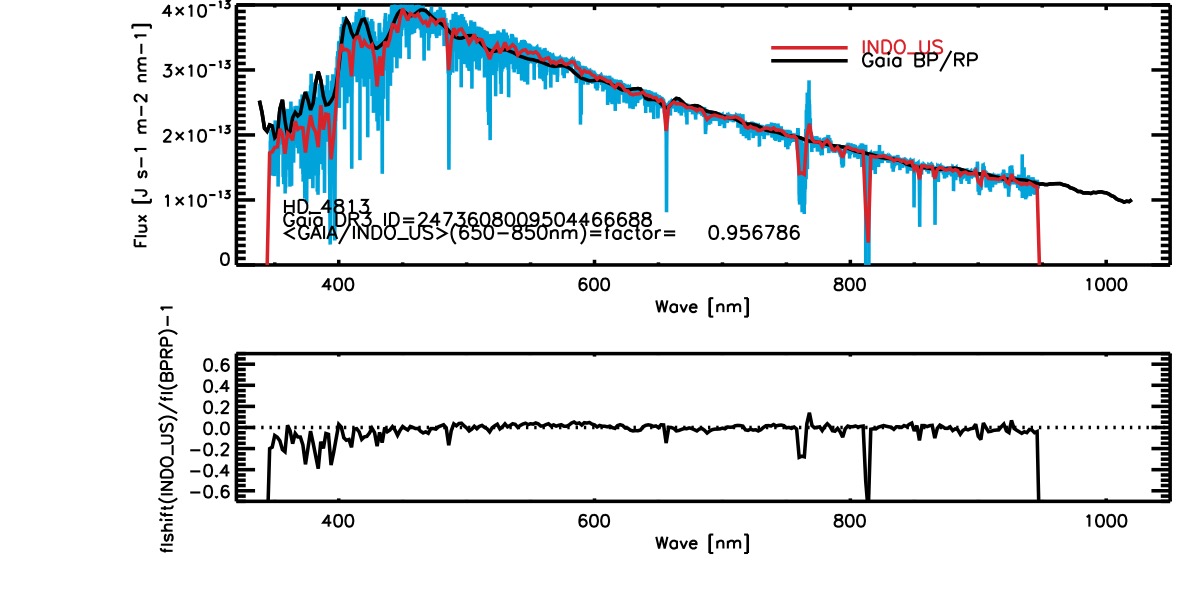 4×10−13
3×10−13
2×10−13
1×10−13
0
Flux [J s−1 m−2 nm−1]
INDO_US
Gaia BP/RP
HD_4813
Gaia DR3 ID=2473608009504466688
<GAIA/INDO_US>(650−850nm)=factor= 0.956786
400 600 800 1000
Wave [nm]
flshift(INDO_US)/fl(BPRP)−1
0.6
0.4
0.2
0.0
−0.2
−0.4
−0.6
400 600 800 1000
Wave [nm]